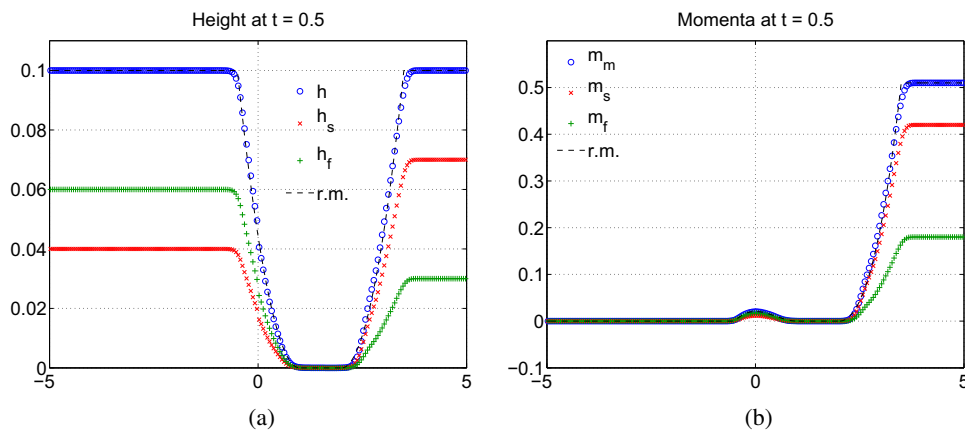 Height at t = 0.5
0.1
0.08
0.06
0.04
0.02
0
−5
0
5
h
h_s
h_f
r.m.
(a)
Momenta at t = 0.5
0.5
0.4
0.3
0.2
0.1
0
−0.1
−5
0
5
m_m
m_s
m_f
r.m.
(b)